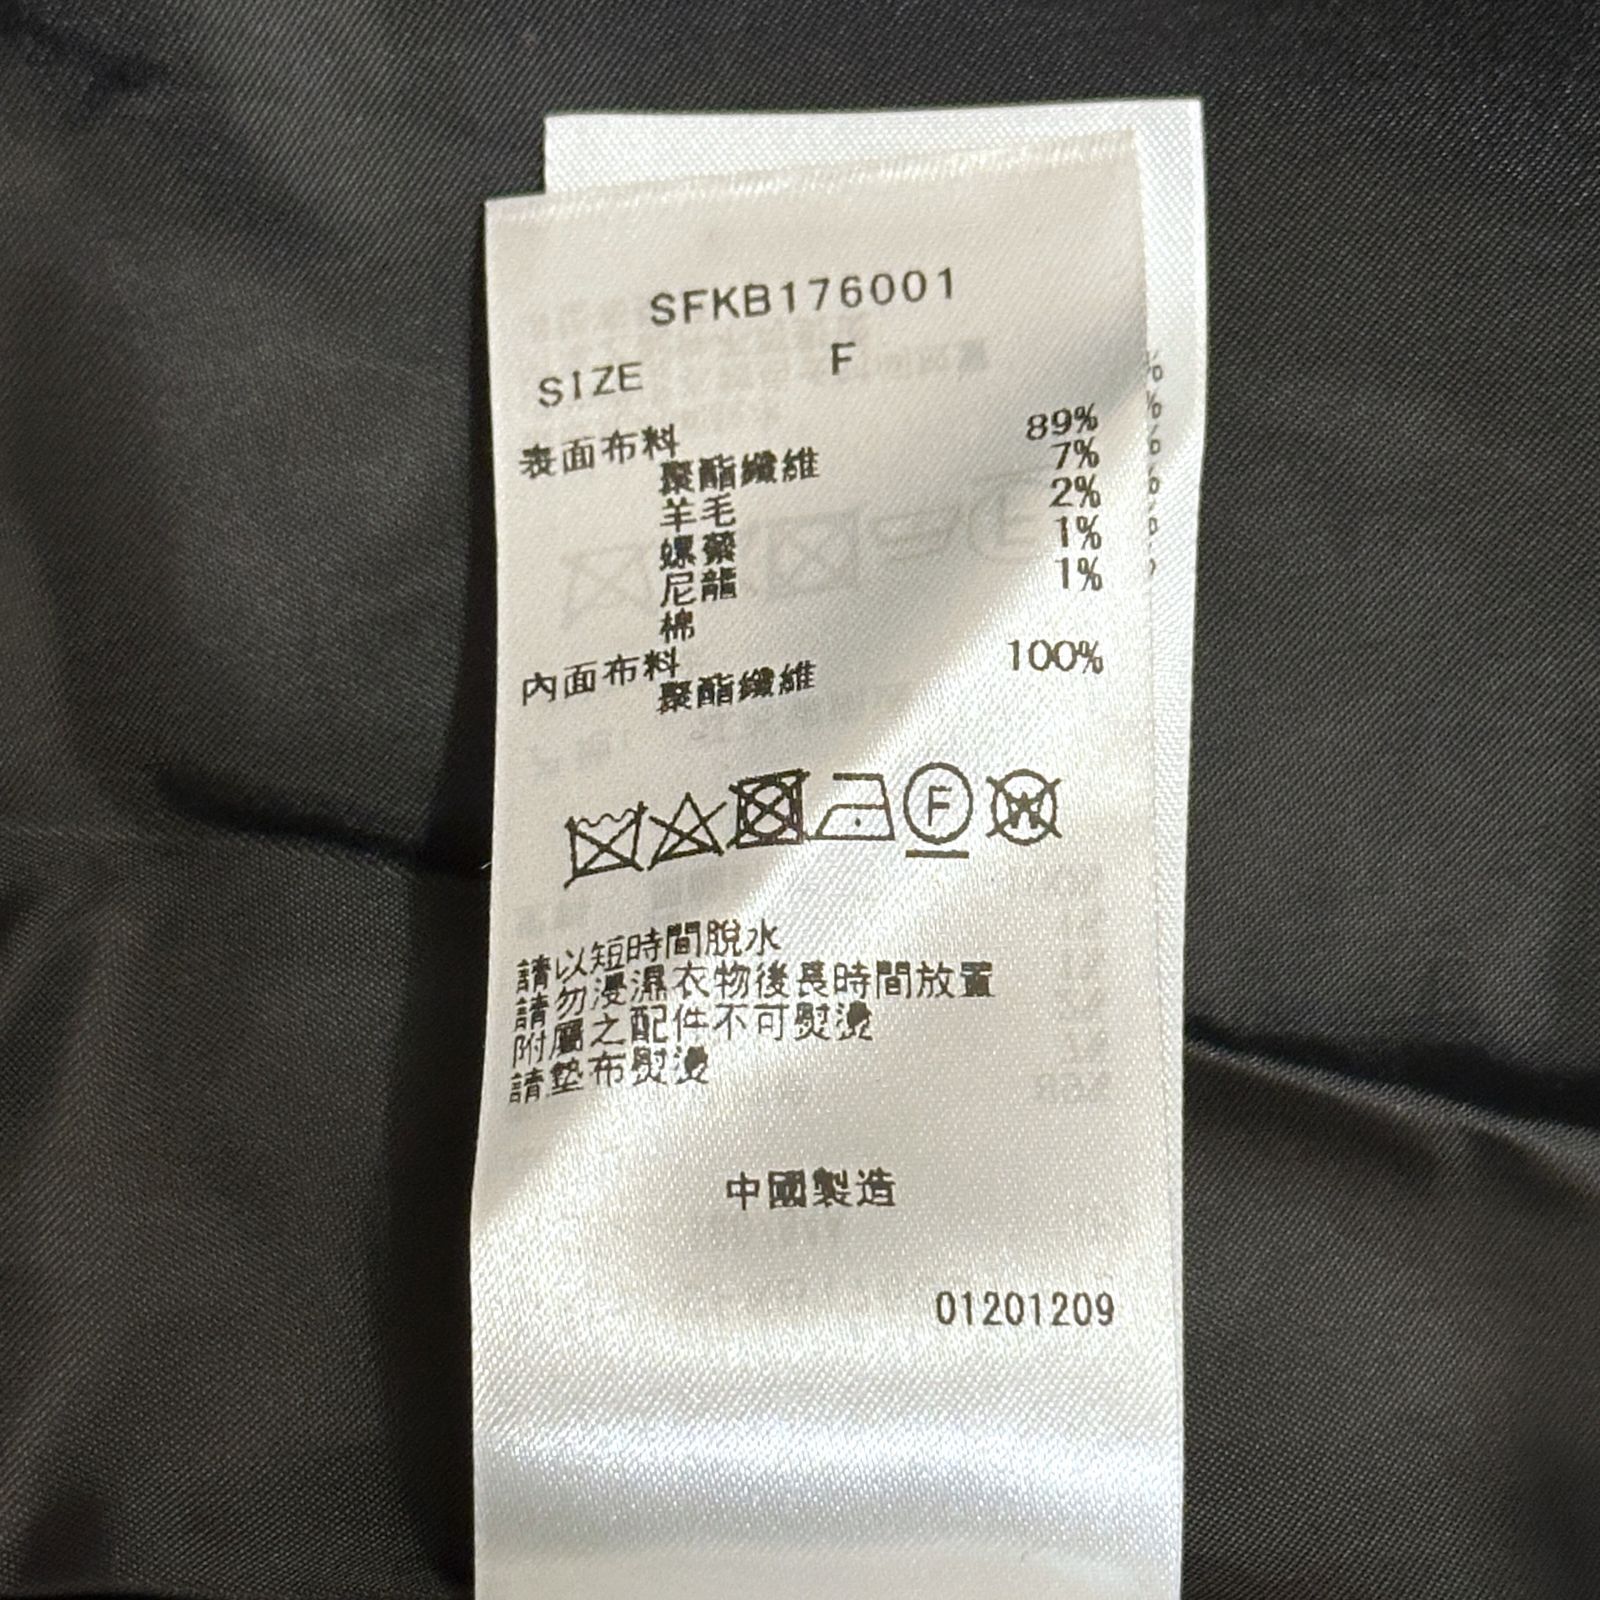 SFKB176001
SIZE F
表面布料
聚酯纖維 89%
羊毛 7%
螺縈 2%
尼龍 1%
棉 1%
內面布料
聚酯纖維 100%
F W
請以短時間脫水
請勿浸濕衣物後長時間放置
附屬之配件不可熨燙
請墊布熨燙
中國製造
01201209